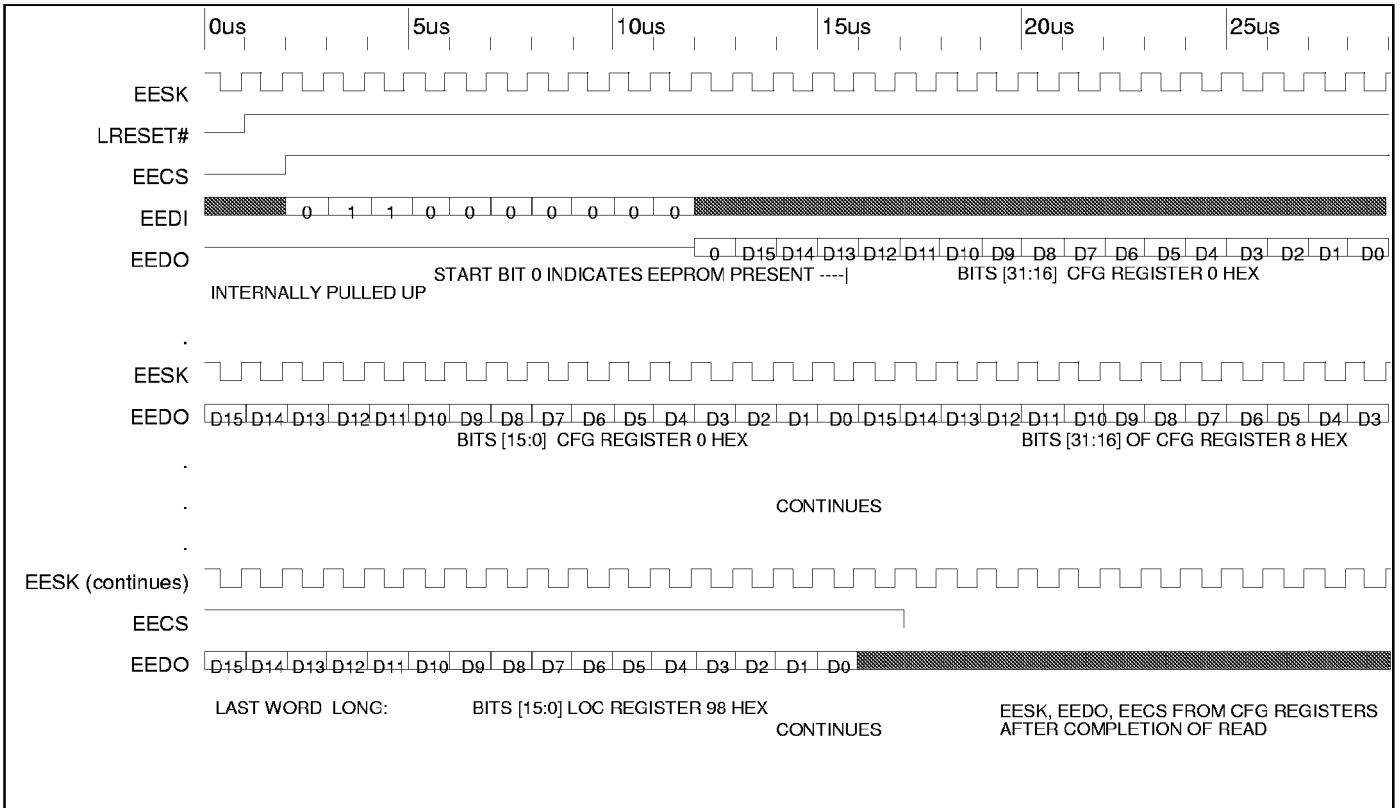 0us 5us 10us 15us 20us 25us
EESK
LRESET#
EECS
EEDI 0 1 1 0 0 0 0 0 0 0
EEDO 0 D15 D14 D13 D12 D11 D10 D9 D8 D7 D6 D5 D4 D3 D2 D1 D0
START BIT 0 INDICATES EEPROM PRESENT ----| BITS [31:16] CFG REGISTER 0 HEX
INTERNALLY PULLED UP
.
EESK
EEDO D15 D14 D13 D12 D11 D10 D9 D8 D7 D6 D5 D4 D3 D2 D1 D0 D15 D14 D13 D12 D11 D10 D9 D8 D7 D6 D5 D4 D3
BITS [15:0] CFG REGISTER 0 HEX BITS [31:16] OF CFG REGISTER 8 HEX
.
. CONTINUES
.
EESK (continues)
EECS
EEDO D15 D14 D13 D12 D11 D10 D9 D8 D7 D6 D5 D4 D3 D2 D1 D0
LAST WORD LONG: BITS [15:0] LOC REGISTER 98 HEX EESK, EEDO, EECS FROM CFG REGISTERS
CONTINUES AFTER COMPLETION OF READ